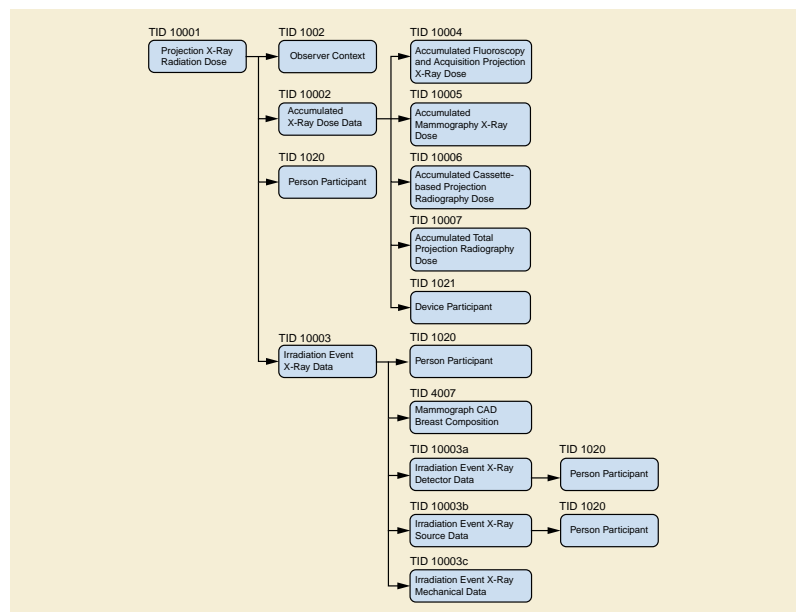 TID 10001
Projection X-Ray
Radiation Dose
TID 1002
Observer Context
TID 10002
Accumulated
X-Ray Dose Data
TID 1020
Person Participant
TID 10004
Accumulated Fluoroscopy
and Acquisition Projection
X-Ray Dose
TID 10005
Accumulated
Mammography X-Ray
Dose
TID 10006
Accumulated Cassette-
based Projection
Radiography Dose
TID 10007
Accumulated Total
Projection Radiography
Dose
TID 1021
Device Participant
TID 10003
Irradiation Event
X-Ray Data
TID 1020
Person Participant
TID 4007
Mammograph CAD
Breast Composition
TID 10003a
Irradiation Event X-Ray
Detector Data
TID 1020
Person Participant
TID 10003b
Irradiation Event X-Ray
Source Data
TID 1020
Person Participant
TID 10003c
Irradiation Event X-Ray
Mechanical Data